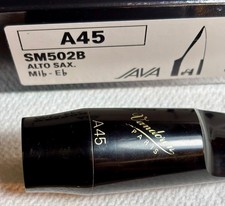 A45
SM502B
ALTO SAX.
Mib - Eb
JAVA
A45
Vandoren
PARIS